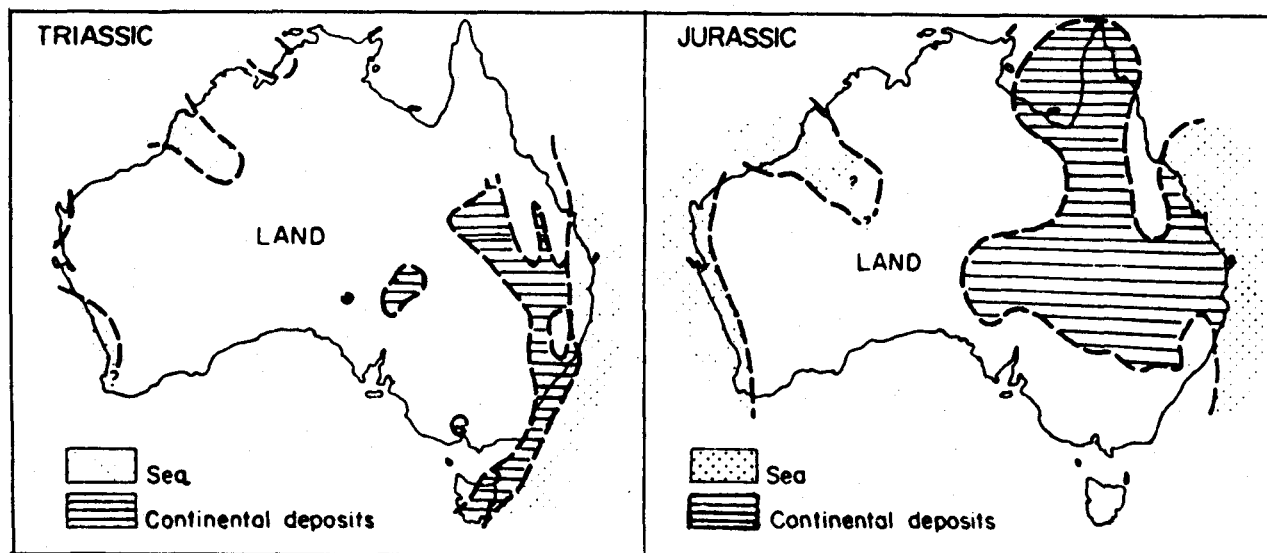 TRIASSIC
LAND
?
Sea
Continental deposits
JURASSIC
?
?
LAND
Sea
Continental deposits